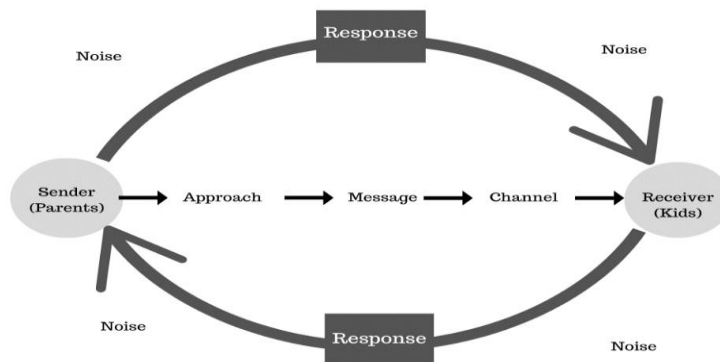 Response
Noise
Noise
Sender
(Parents)
Approach
Message
Channel
Receiver
(Kids)
Noise
Response
Noise